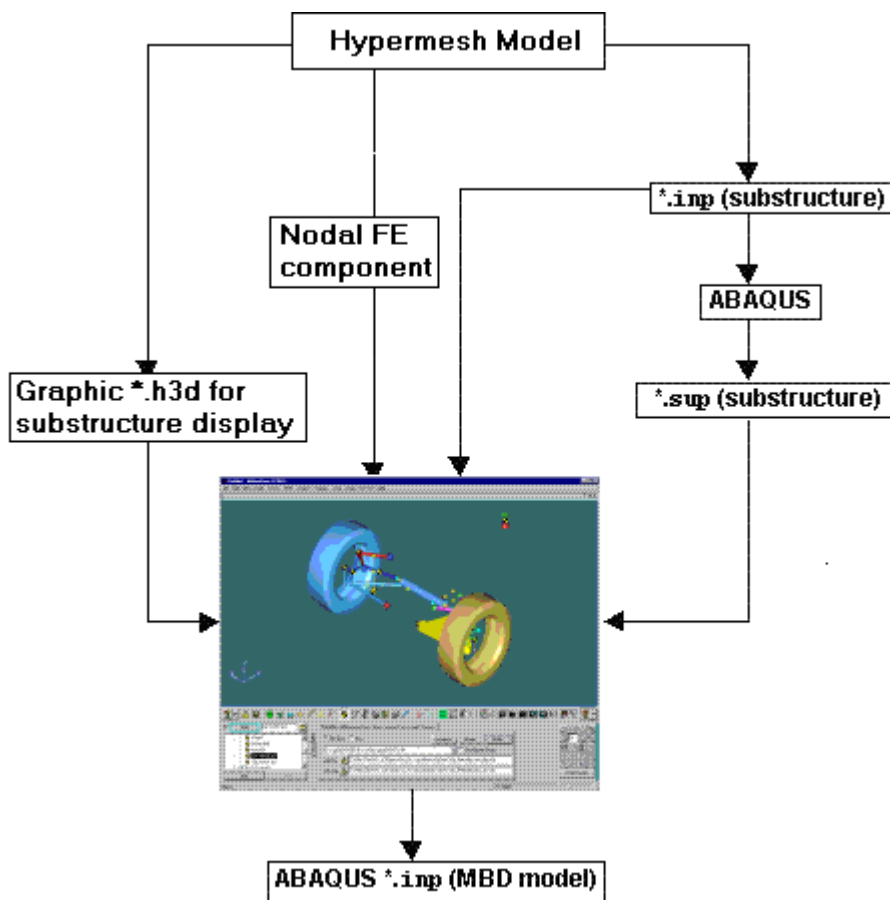 Hypermesh Model
*.inp (substructure)
Nodal FE
component
ABAQUS
Graphic *.h3d for
substructure display
*.sup (substructure)
ABAQUS *.inp (MBD model)